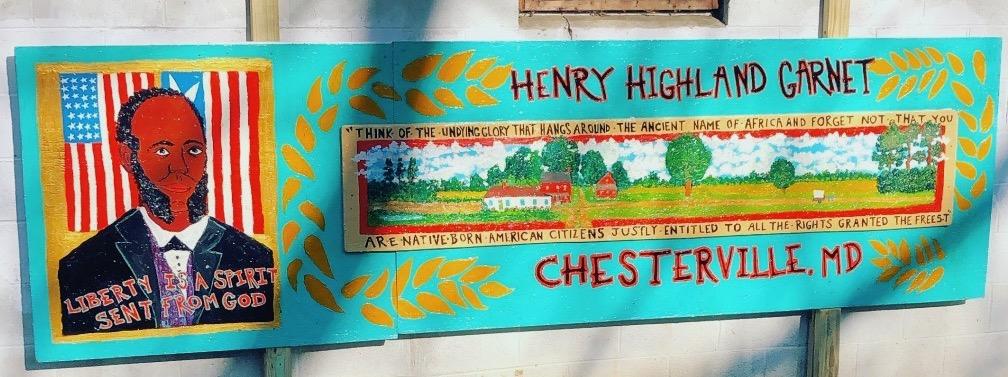 LIBERTY IS A SPIRIT
SENT FROM GOD
HENRY HIGHLAND GARNET
"THINK OF THE UNDYING GLORY THAT HANGS AROUND THE ANCIENT NAME OF AFRICA AND FORGET NOT THAT YOU
ARE NATIVE BORN AMERICAN CITIZENS JUSTLY ENTITLED TO ALL THE RIGHTS GRANTED THE FREEST"
CHESTERVILLE, MD